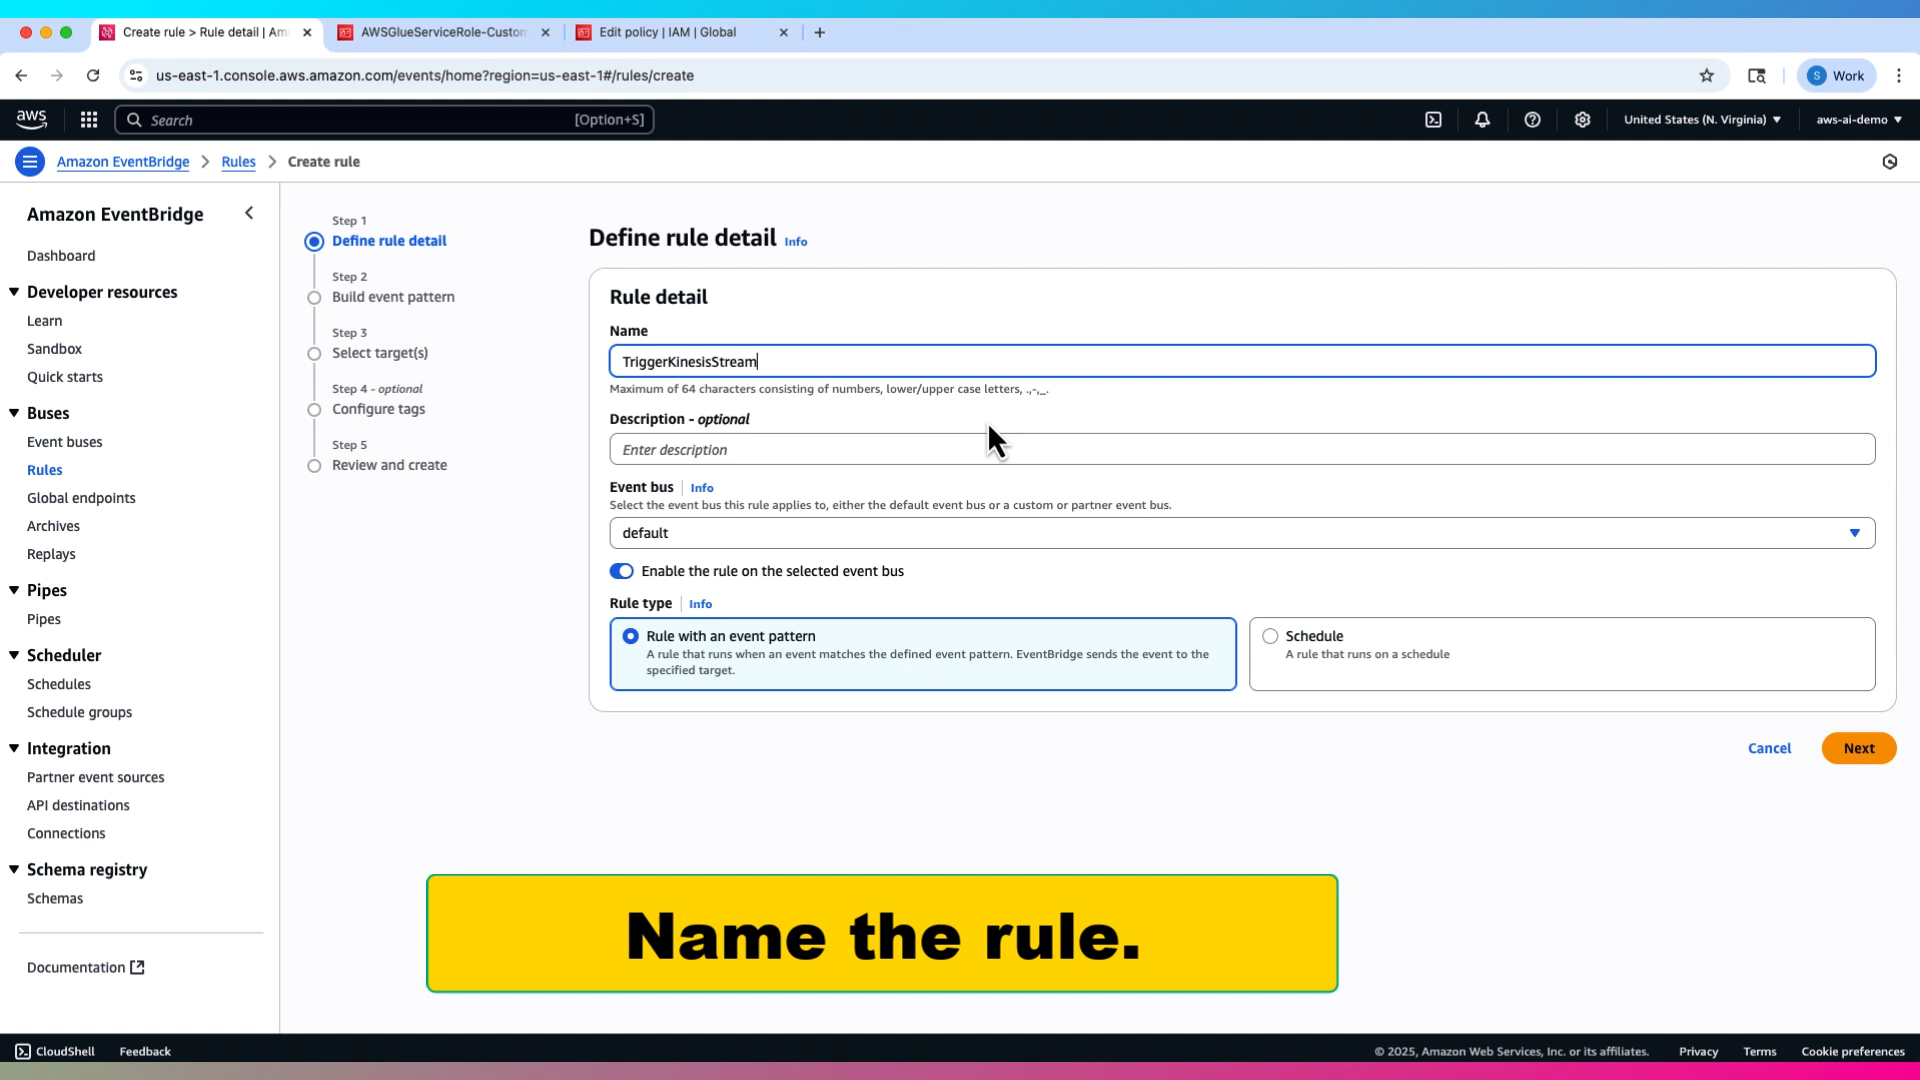 Create rule > Rule detail | Am
AWSGlueServiceRole-Custom
Edit policy | IAM | Global
us-east-1.console.aws.amazon.com/events/home?region=us-east-1#/rules/create
S Work
aws
Search
[Option+S]
United States (N. Virginia)
aws-ai-demo
Amazon EventBridge
Rules
Create rule
Amazon EventBridge
Dashboard
Developer resources
Learn
Sandbox
Quick starts
Buses
Event buses
Rules
Global endpoints
Archives
Replays
Pipes
Pipes
Scheduler
Schedules
Schedule groups
Integration
Partner event sources
API destinations
Connections
Schema registry
Schemas
Documentation
Step 1
Define rule detail
Step 2
Build event pattern
Step 3
Select target(s)
Step 4 - optional
Configure tags
Step 5
Review and create
Define rule detail Info
Rule detail
Name
TriggerKinesisStream
Maximum of 64 characters consisting of numbers, lower/upper case letters, .,-,_.
Description - optional
Enter description
Event bus | Info
Select the event bus this rule applies to, either the default event bus or a custom or partner event bus.
default
Enable the rule on the selected event bus
Rule type | Info
Rule with an event pattern
A rule that runs when an event matches the defined event pattern. EventBridge sends the event to the
specified target.
Schedule
A rule that runs on a schedule
Cancel
Next
Name the rule.
CloudShell
Feedback
© 2025, Amazon Web Services, Inc. or its affiliates.
Privacy
Terms
Cookie preferences